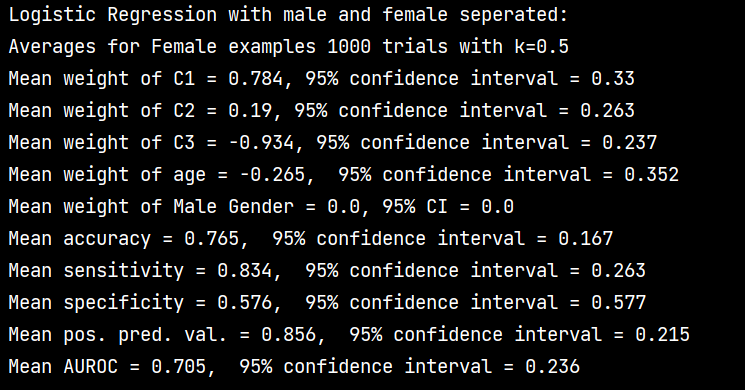 Logistic Regression with male and female seperated:
Averages for Female examples 1000 trials with k=0.5
Mean weight of C1 = 0.784, 95% confidence interval = 0.33
Mean weight of C2 = 0.19, 95% confidence interval = 0.263
Mean weight of C3 = -0.934, 95% confidence interval = 0.237
Mean weight of age = -0.265,  95% confidence interval = 0.352
Mean weight of Male Gender = 0.0, 95% CI = 0.0
Mean accuracy = 0.765,  95% confidence interval = 0.167
Mean sensitivity = 0.834,  95% confidence interval = 0.263
Mean specificity = 0.576,  95% confidence interval = 0.577
Mean pos. pred. val. = 0.856,  95% confidence interval = 0.215
Mean AUROC = 0.705,  95% confidence interval = 0.236